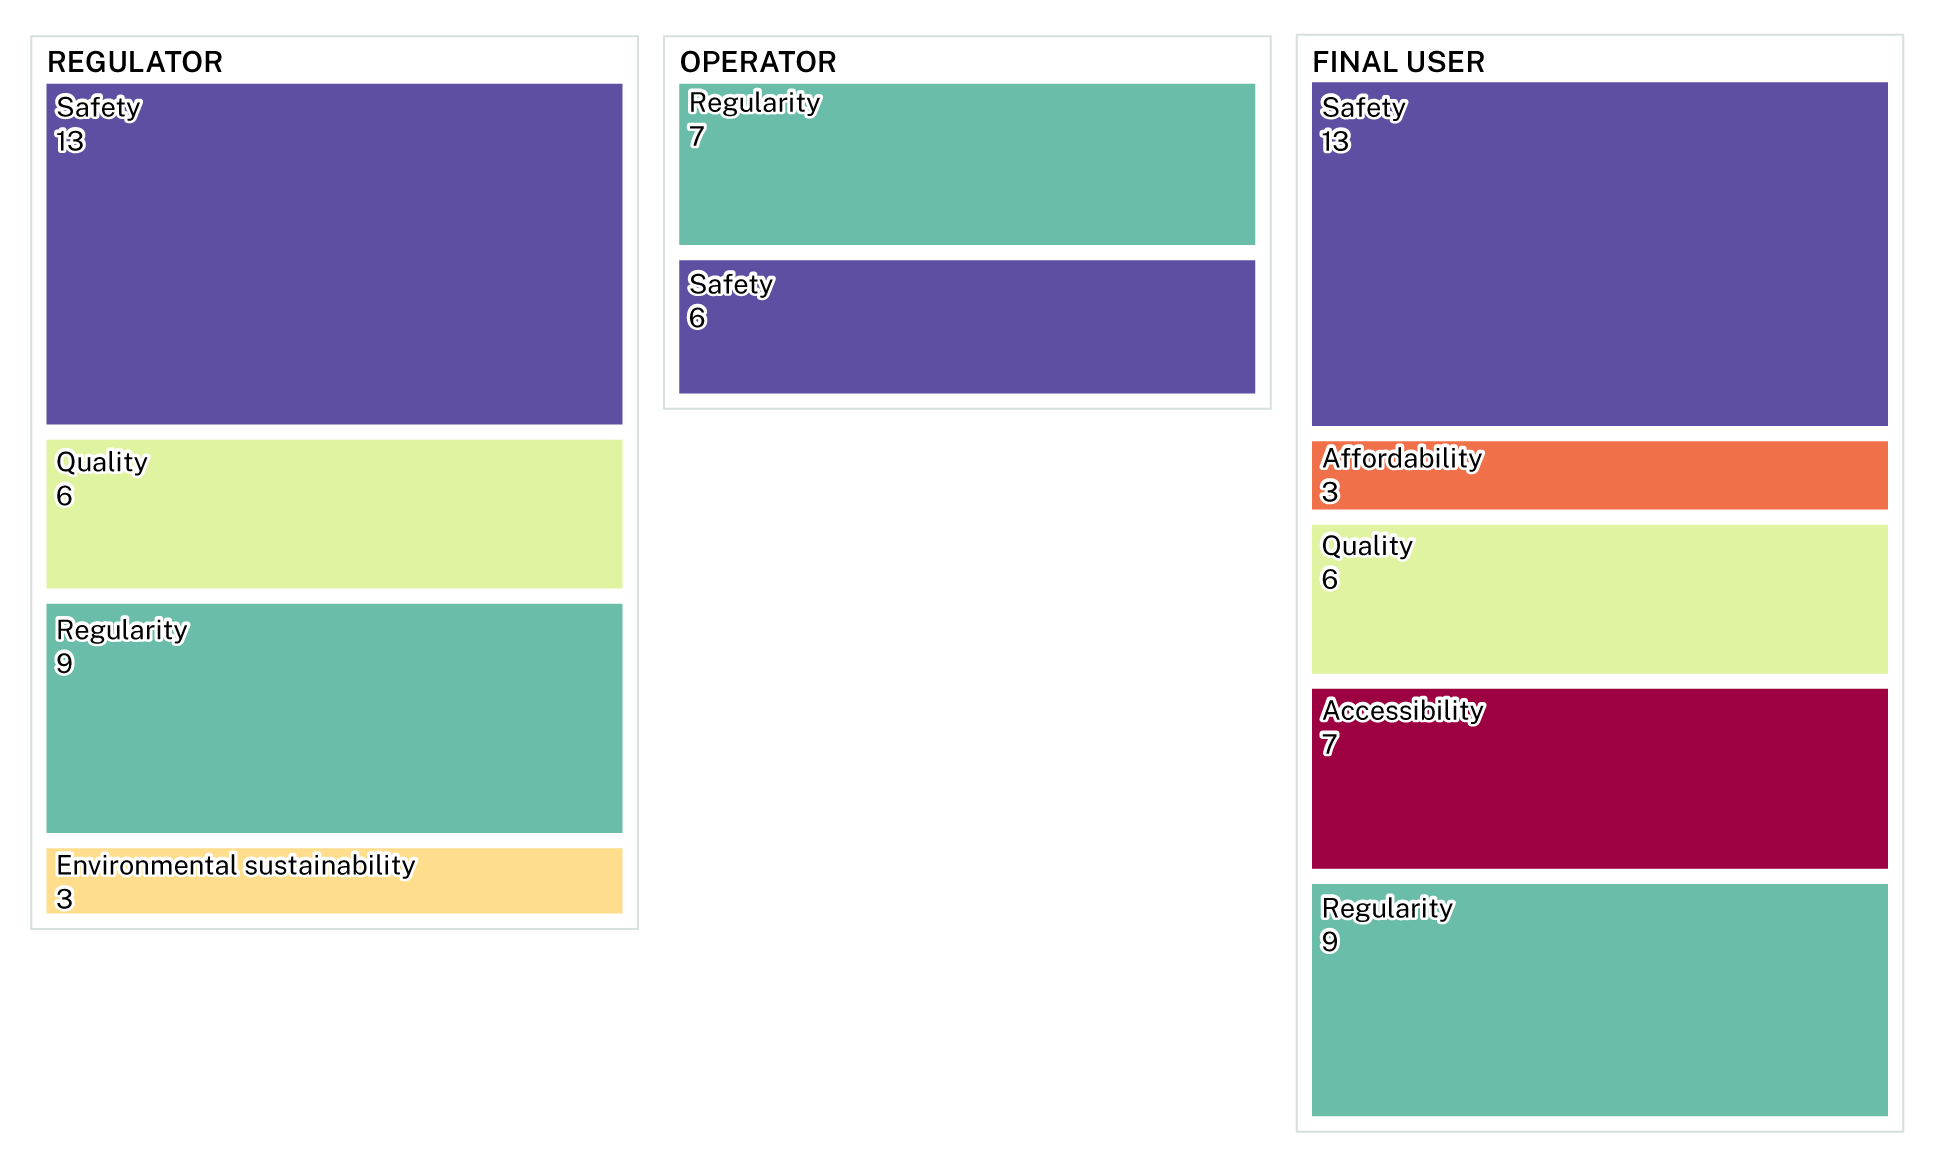 REGULATOR
Safety
13
Quality
6
Regularity
9
Environmental sustainability
3
OPERATOR
Regularity
7
Safety
6
FINAL USER
Safety
13
Affordability
3
Quality
6
Accessibility
7
Regularity
9